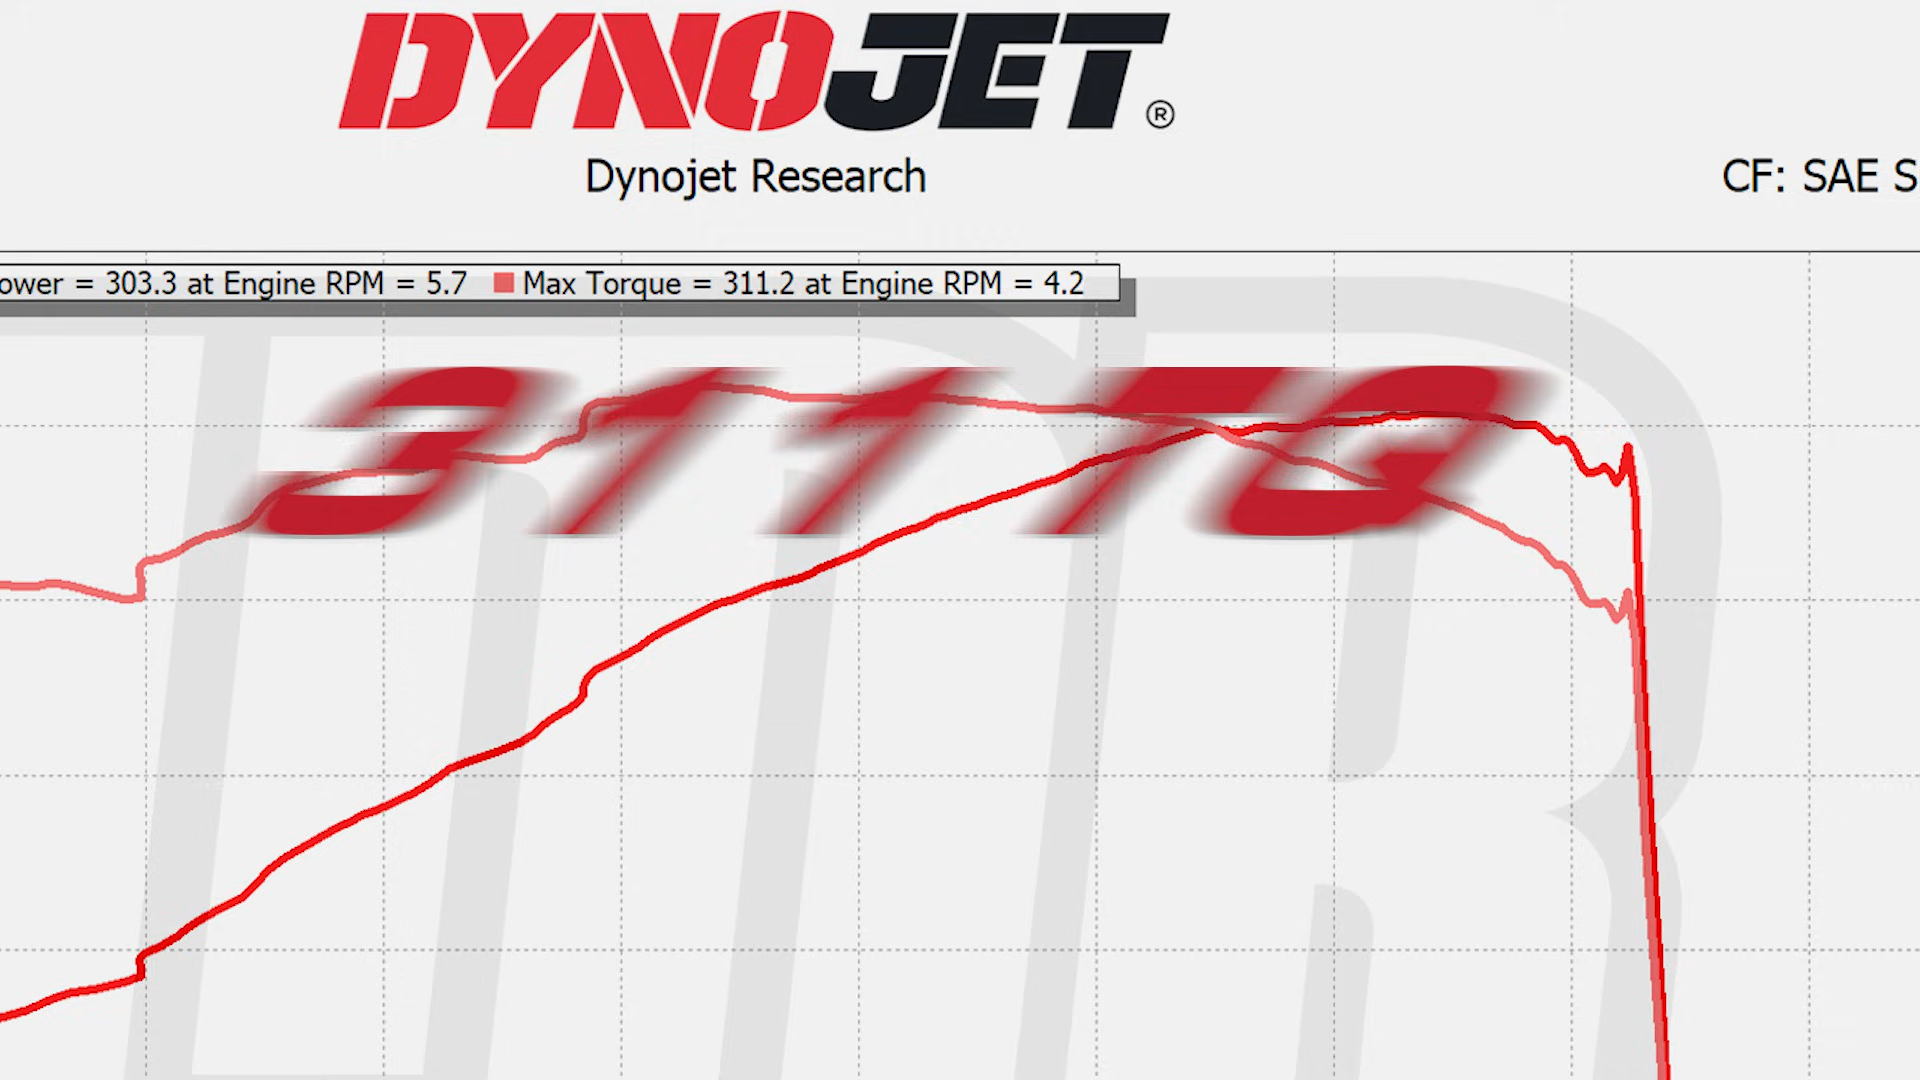 DYNOJET®
Dynojet Research
CF: SAE S
ower = 303.3 at Engine RPM = 5.7 Max Torque = 311.2 at Engine RPM = 4.2
311TQ